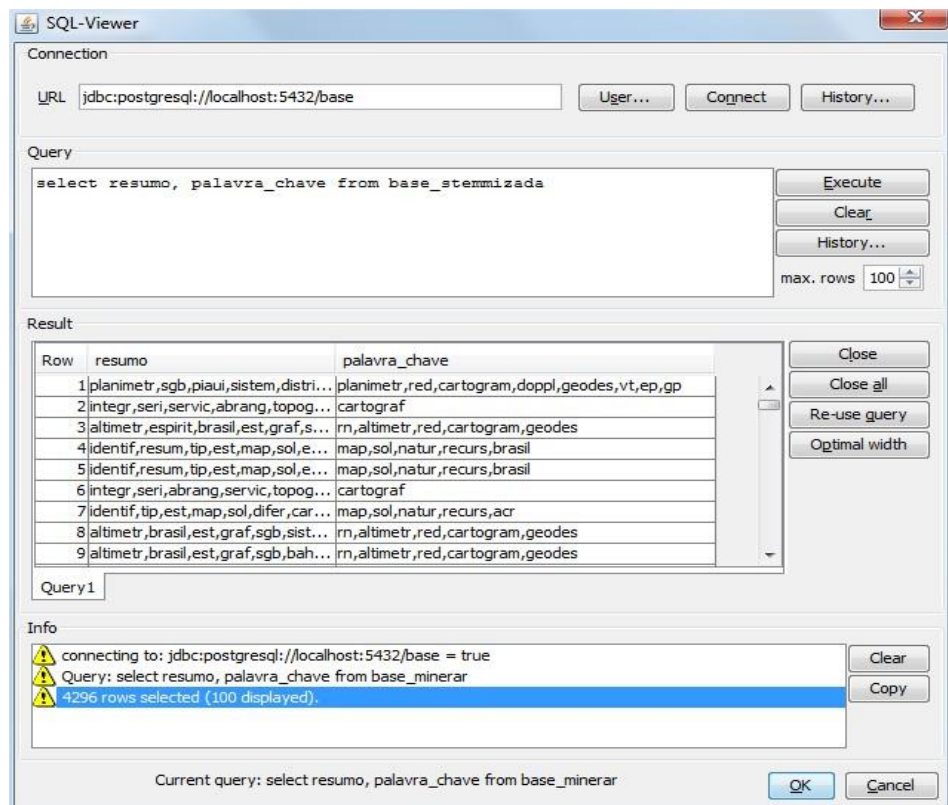 SQL-Viewer
Connection
URL jdbc:postgresql://localhost:5432/base User... Connect History...
Query
select resumo, palavra_chave from base_stemmizada
Execute
Clear
History...
max. rows 100
Result
Row resumo palavra_chave
1 planimetr,sgb,piaui,sistem,distri... planimetr,red,cartogram,doppl,geodes,vt,ep,gp
2 integr,seri,servic,abrang,topog... cartograf
3 altimetr,espirit,brasil,est,graf,s... rn,altimetr,red,cartogram,geodes
4 identif,resum,tip,est,map,sol,e... map,sol,natur,recurs,brasil
5 identif,resum,tip,est,map,sol,e... map,sol,natur,recurs,brasil
6 integr,seri,abrang,servic,topog... cartograf
7 identif,tip,est,map,sol,difer,car... map,sol,natur,recurs,acr
8 altimetr,brasil,est,graf,sgb,sist... rn,altimetr,red,cartogram,geodes
9 altimetr,brasil,est,graf,sgb,bah... rn,altimetr,red,cartogram,geodes
Close
Close all
Re-use query
Optimal width
Query1
Info
connecting to: jdbc:postgresql://localhost:5432/base = true
Query: select resumo, palavra_chave from base_minerar
4296 rows selected (100 displayed).
Clear
Copy
Current query: select resumo, palavra_chave from base_minerar
OK Cancel